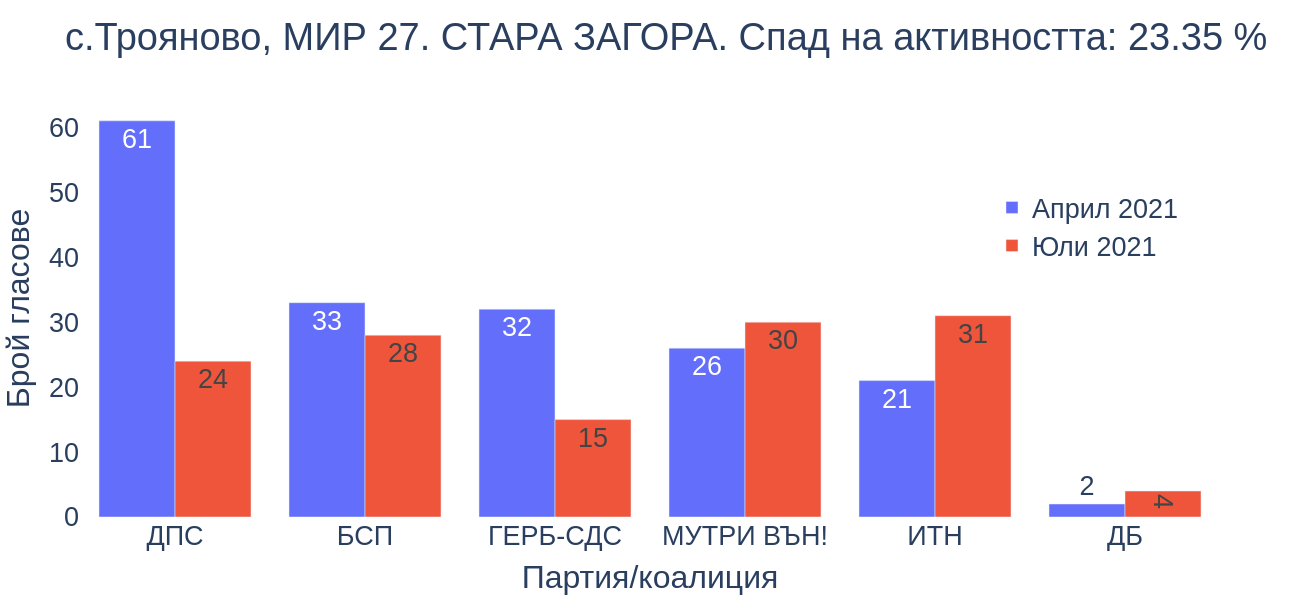 с.Трояново, МИР 27. СТАРА ЗАГОРА. Спад на активността: 23.35 %
Брой гласове
60
50
40
30
20
10
0
61
24
33
28
32
15
26
30
21
31
2
4
Април 2021
Юли 2021
ДПС
БСП
ГЕРБ-СДС
МУТРИ ВЪН!
ИТН
ДБ
Партия/коалиция